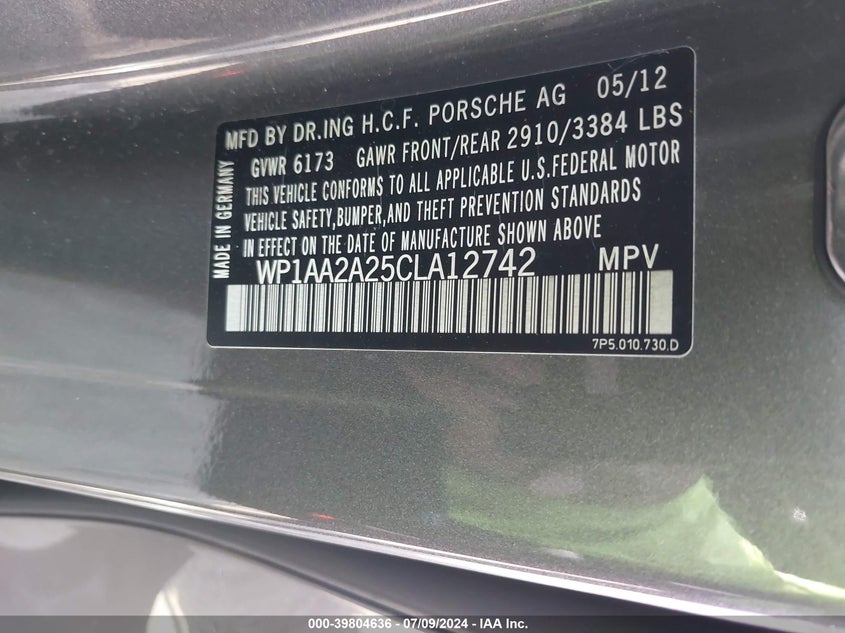 MFD BY DR.ING H.C.F. PORSCHE AG 05/12
GVWR 6173 GAWR FRONT/REAR 2910/3384 LBS
THIS VEHICLE CONFORMS TO ALL APPLICABLE U.S.FEDERAL MOTOR
VEHICLE SAFETY,BUMPER,AND THEFT PREVENTION STANDARDS
IN EFFECT ON THE DATE OF MANUFACTURE SHOWN ABOVE
MADE IN GERMANY
WP1AA2A25CLA12742 MPV
7P5.010.730.D
000-39804636 - 07/09/2024 - IAA Inc.